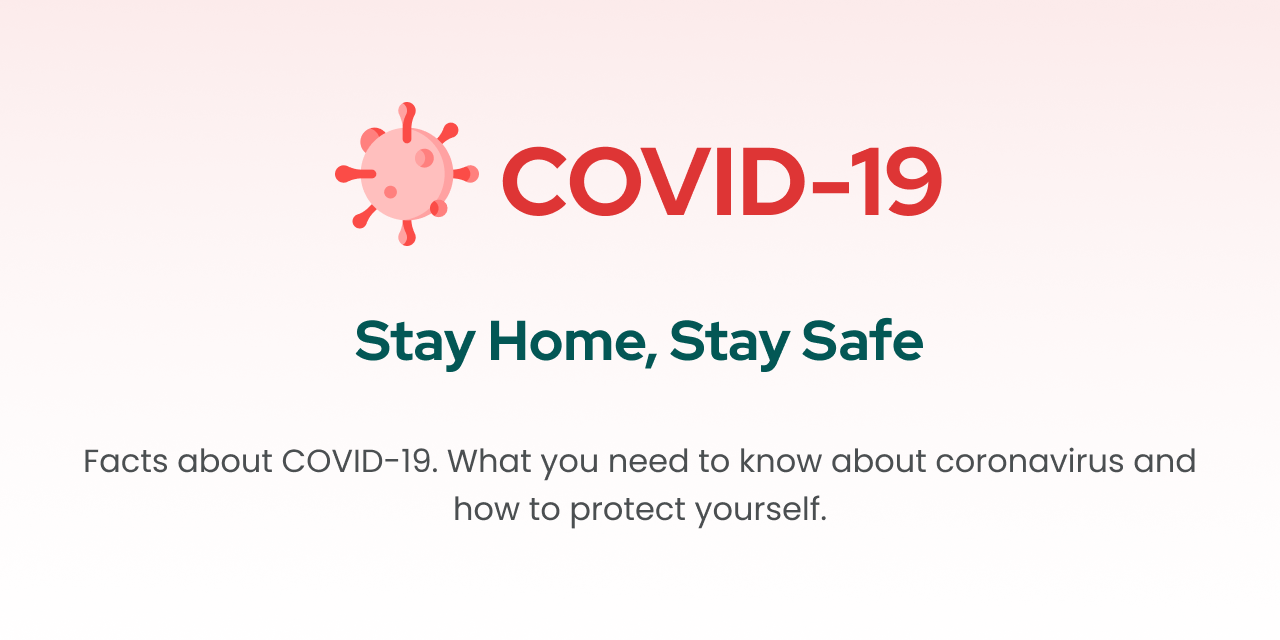 COVID-19
Stay Home, Stay Safe
Facts about COVID-19. What you need to know about coronavirus and
how to protect yourself.